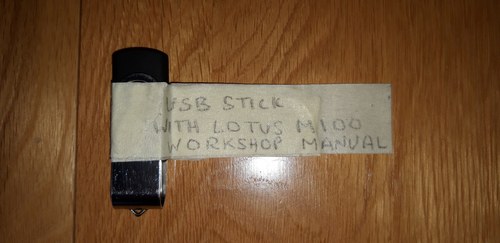 USB STICK
WITH LOTUS M100
WORKSHOP MANUAL